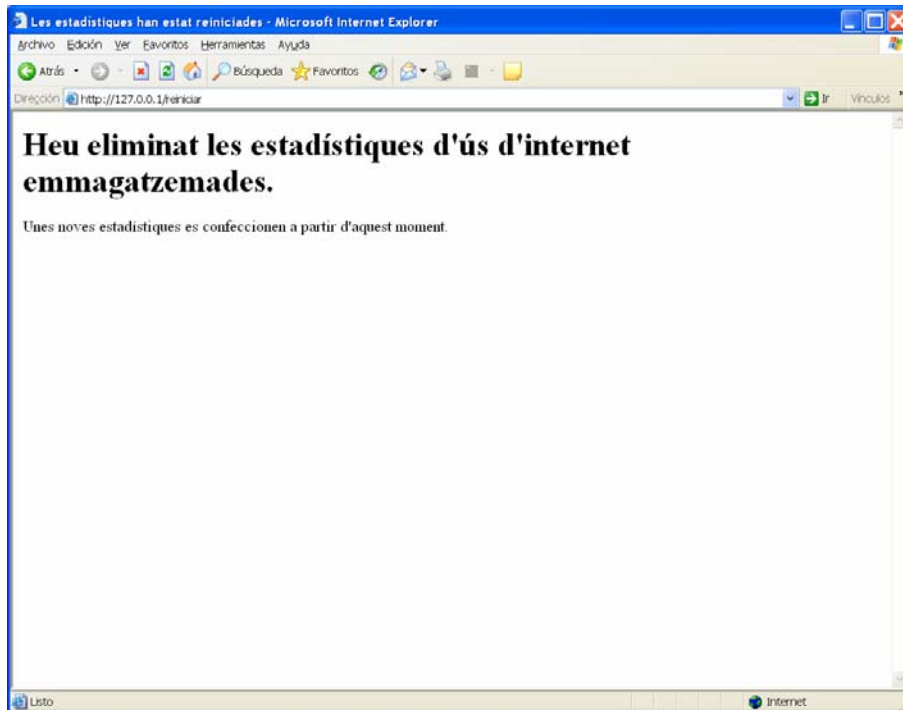 Les estadístiques han estat reiniciades - Microsoft Internet Explorer
Archivo Edición Ver Favoritos Herramientas Ayuda
Atrás Búsqueda Favoritos
Dirección http://127.0.0.1/reiniciar Ir Vínculos
Heu eliminat les estadístiques d'ús d'internet
emmagatzemades.
Unes noves estadístiques es confeccionen a partir d'aquest moment.
Listo Internet